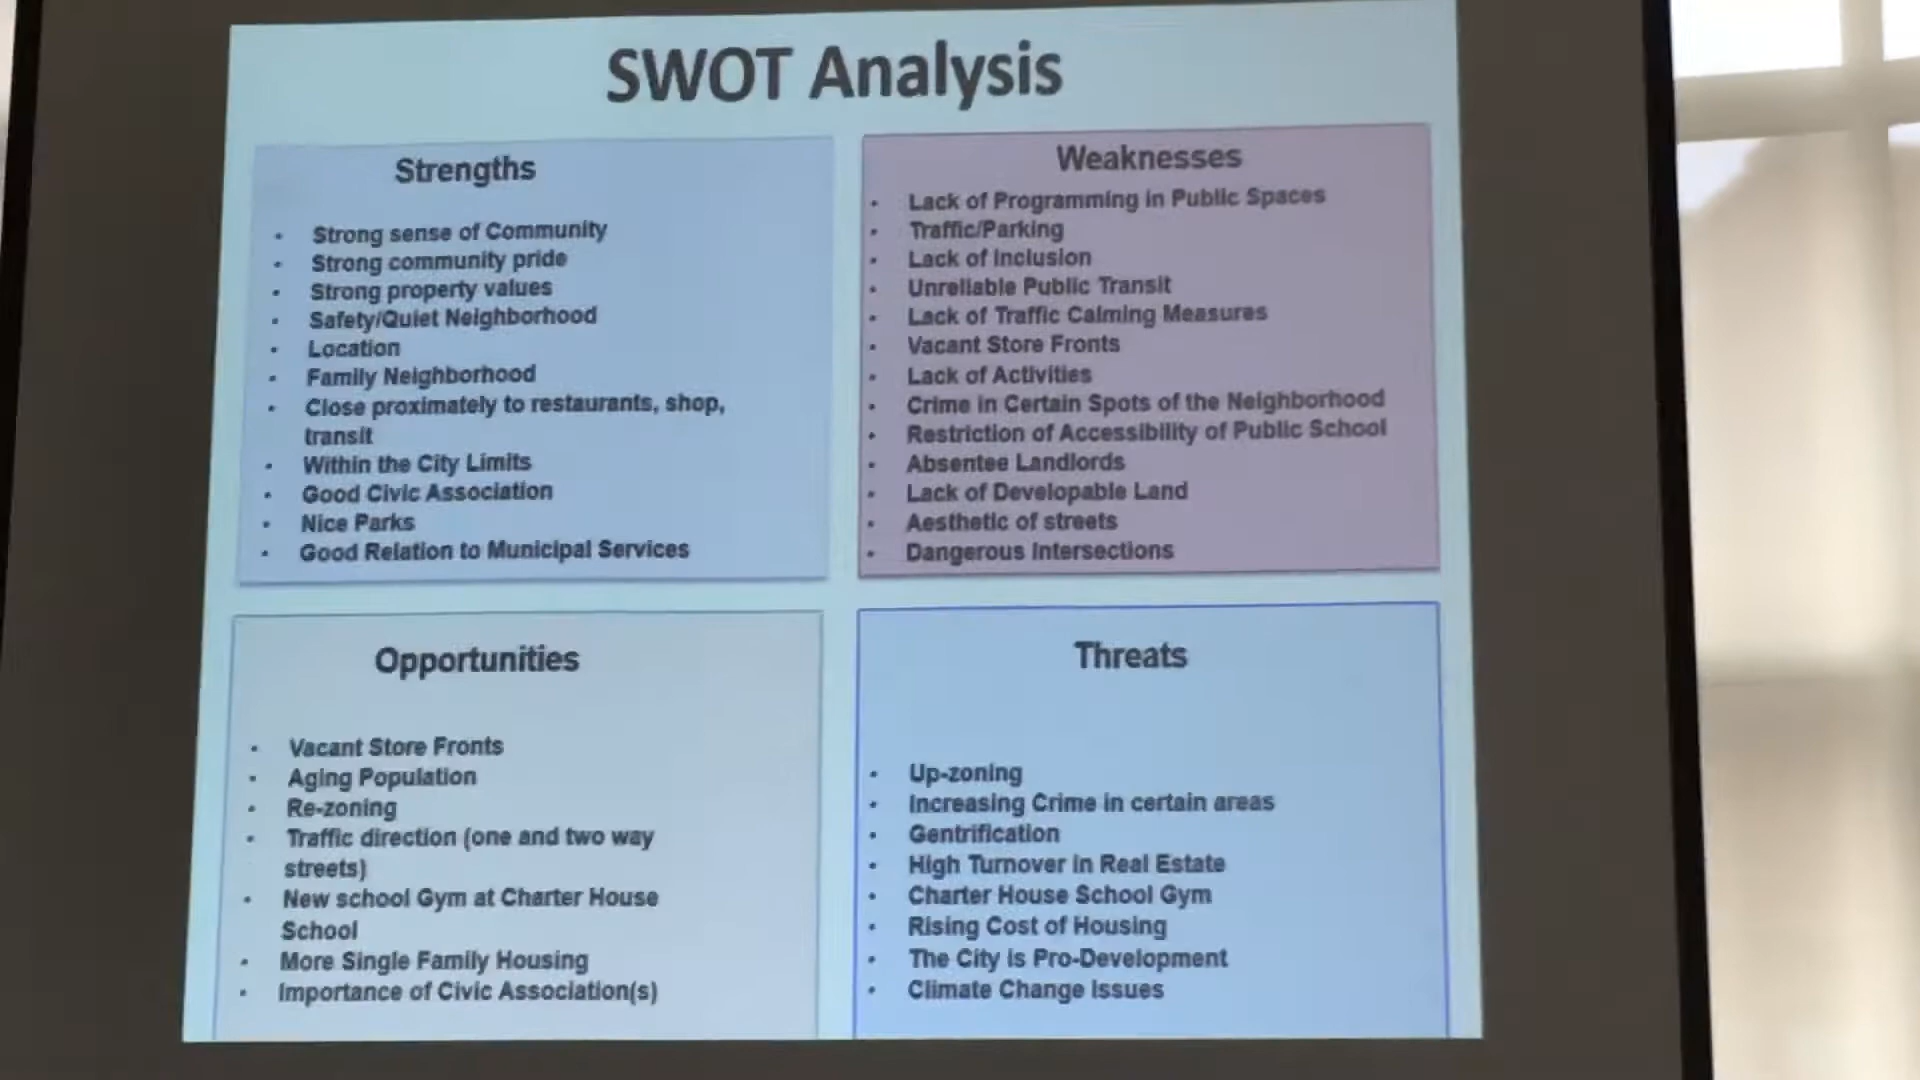 SWOT Analysis
Strengths
• Strong sense of Community
• Strong community pride
• Strong property values
• Safety/Quiet Neighborhood
• Location
• Family Neighborhood
• Close proximately to restaurants, shop,
transit
• Within the City Limits
• Good Civic Association
• Nice Parks
• Good Relation to Municipal Services
Weaknesses
• Lack of Programming in Public Spaces
• Traffic/Parking
• Lack of Inclusion
• Unreliable Public Transit
• Lack of Traffic Calming Measures
• Vacant Store Fronts
• Lack of Activities
• Crime in Certain Spots of the Neighborhood
• Restriction of Accessibility of Public School
• Absentee Landlords
• Lack of Developable Land
• Aesthetic of streets
• Dangerous Intersections
Opportunities
• Vacant Store Fronts
• Aging Population
• Re-zoning
• Traffic direction (one and two way
streets)
• New school Gym at Charter House
School
• More Single Family Housing
• Importance of Civic Association(s)
Threats
• Up-zoning
• Increasing Crime in certain areas
• Gentrification
• High Turnover in Real Estate
• Charter House School Gym
• Rising Cost of Housing
• The City is Pro-Development
• Climate Change Issues